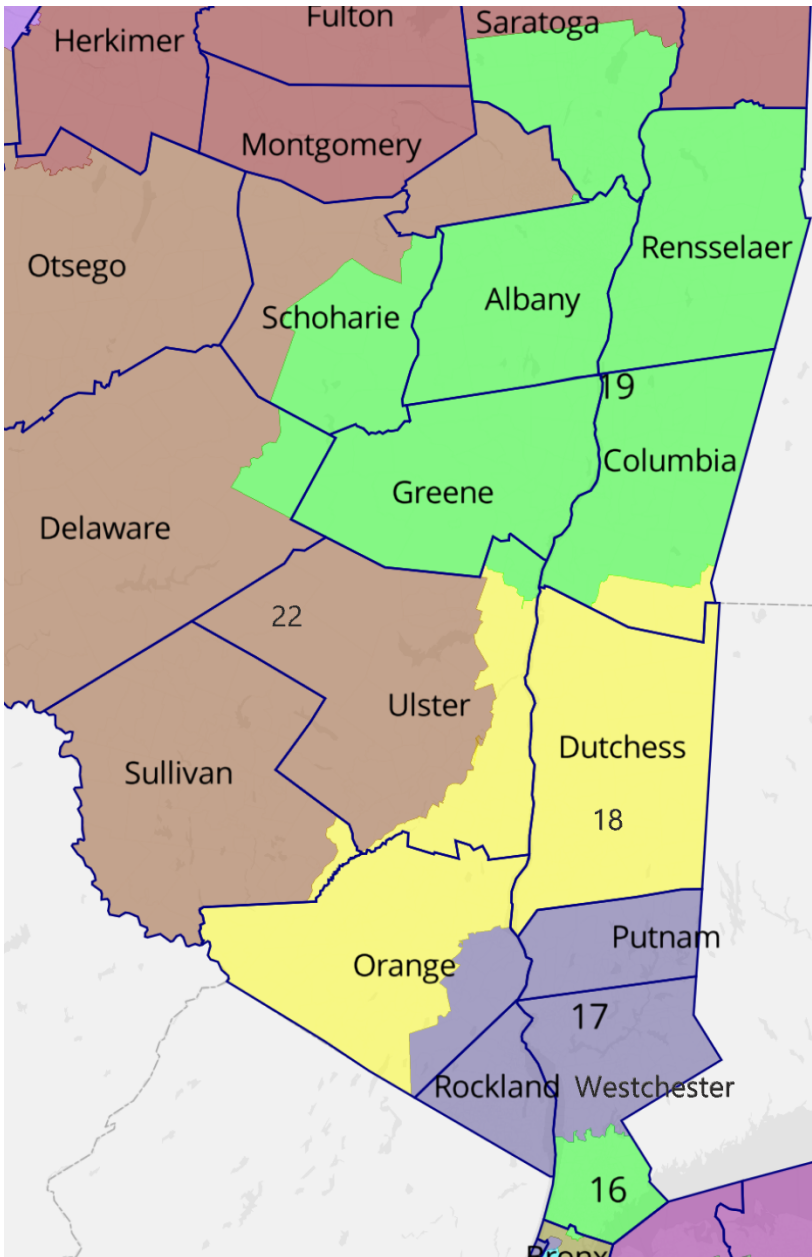 Fulton
Saratoga
Herkimer
Montgomery
Otsego
Rensselaer
Albany
Schoharie
19
Columbia
Greene
Delaware
22
Ulster
Dutchess
Sullivan
18
Putnam
Orange
17
Rockland
Westchester
16
Bronx